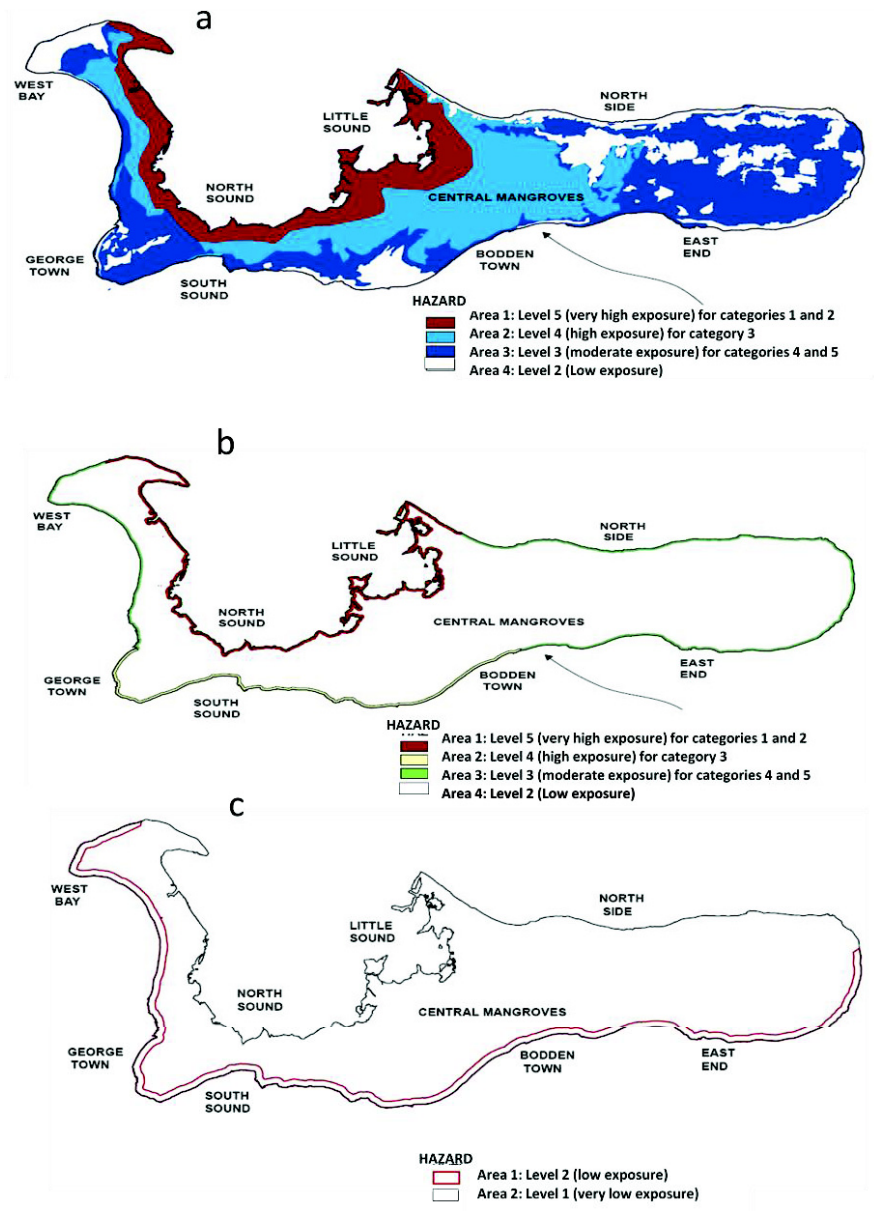 a
WEST
BAY
LITTLE
SOUND
NORTH
SIDE
NORTH
SOUND
CENTRAL MANGROVES
GEORGE
TOWN
SOUTH
SOUND
BODDEN
TOWN
EAST
END
HAZARD
Area 1: Level 5 (very high exposure) for categories 1 and 2
Area 2: Level 4 (high exposure) for category 3
Area 3: Level 3 (moderate exposure) for categories 4 and 5
Area 4: Level 2 (Low exposure)
b
WEST
BAY
LITTLE
SOUND
NORTH
SIDE
NORTH
SOUND
CENTRAL MANGROVES
GEORGE
TOWN
SOUTH
SOUND
BODDEN
TOWN
EAST
END
HAZARD
Area 1: Level 5 (very high exposure) for categories 1 and 2
Area 2: Level 4 (high exposure) for category 3
Area 3: Level 3 (moderate exposure) for categories 4 and 5
Area 4: Level 2 (Low exposure)
c
WEST
BAY
LITTLE
SOUND
NORTH
SIDE
NORTH
SOUND
CENTRAL MANGROVES
GEORGE
TOWN
SOUTH
SOUND
BODDEN
TOWN
EAST
END
HAZARD
Area 1: Level 2 (low exposure)
Area 2: Level 1 (very low exposure)